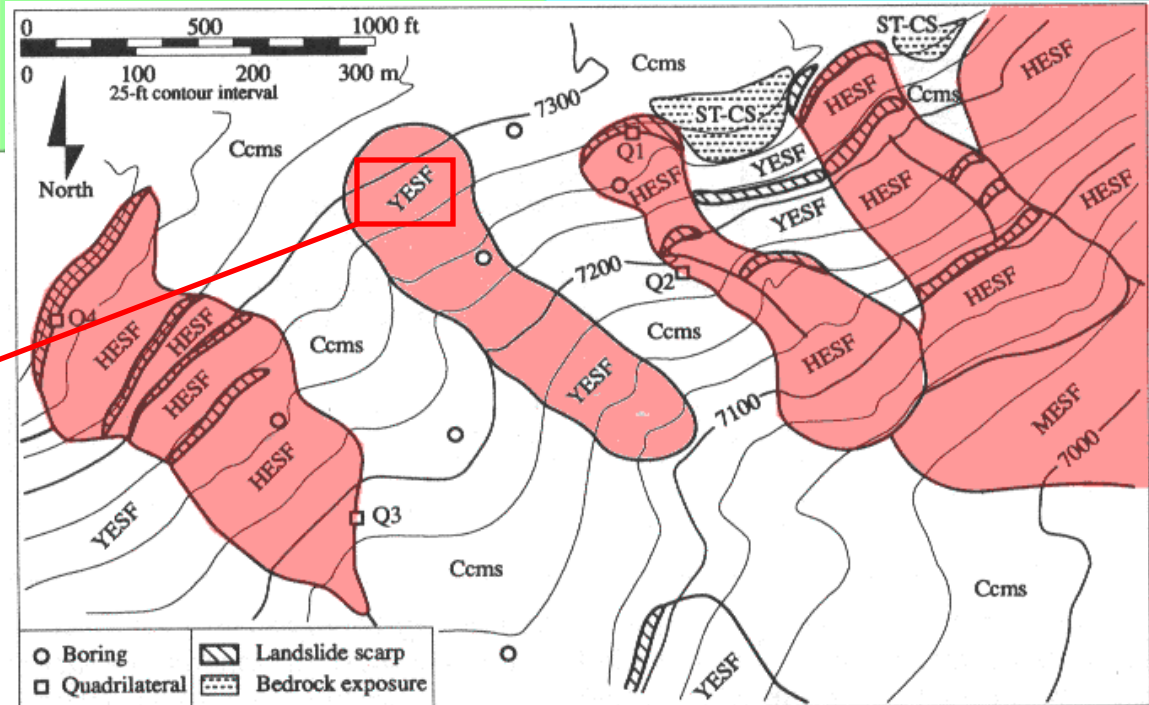 0 500 1000 ft
0 100 200 300 m
25-ft contour interval
North
Ccms
7300
Ccms
ST-CS
ST-CS
HESF
HESF
Ccms
YESF
Q1
HESF
YESF
YESF
HESF
HESF
7200
Q2
Q4
HESF
HESF
Ccms
Ccms
HESF
HESF
HESF
YESF
7100
MESF
7000
HESF
YESF
Q3
Ccms
Ccms
YESF
Boring
Landslide scarp
Quadrilateral
Bedrock exposure